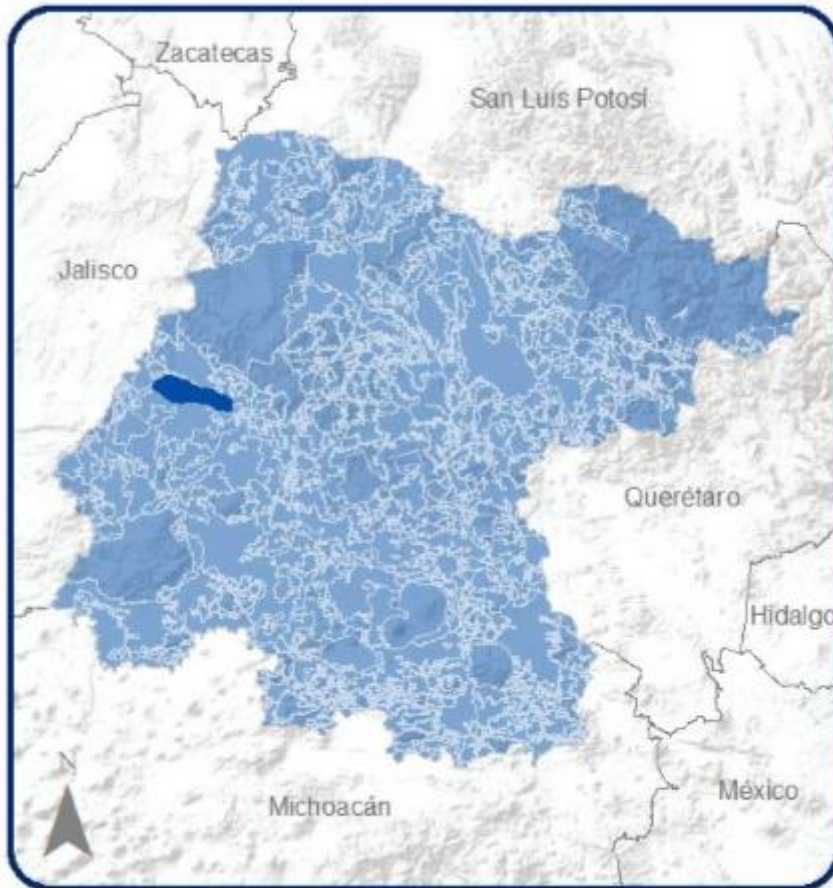 Zacatecas
San Luis Potosí
Jalisco
Querétaro
Hidalgo
México
Michoacán
N